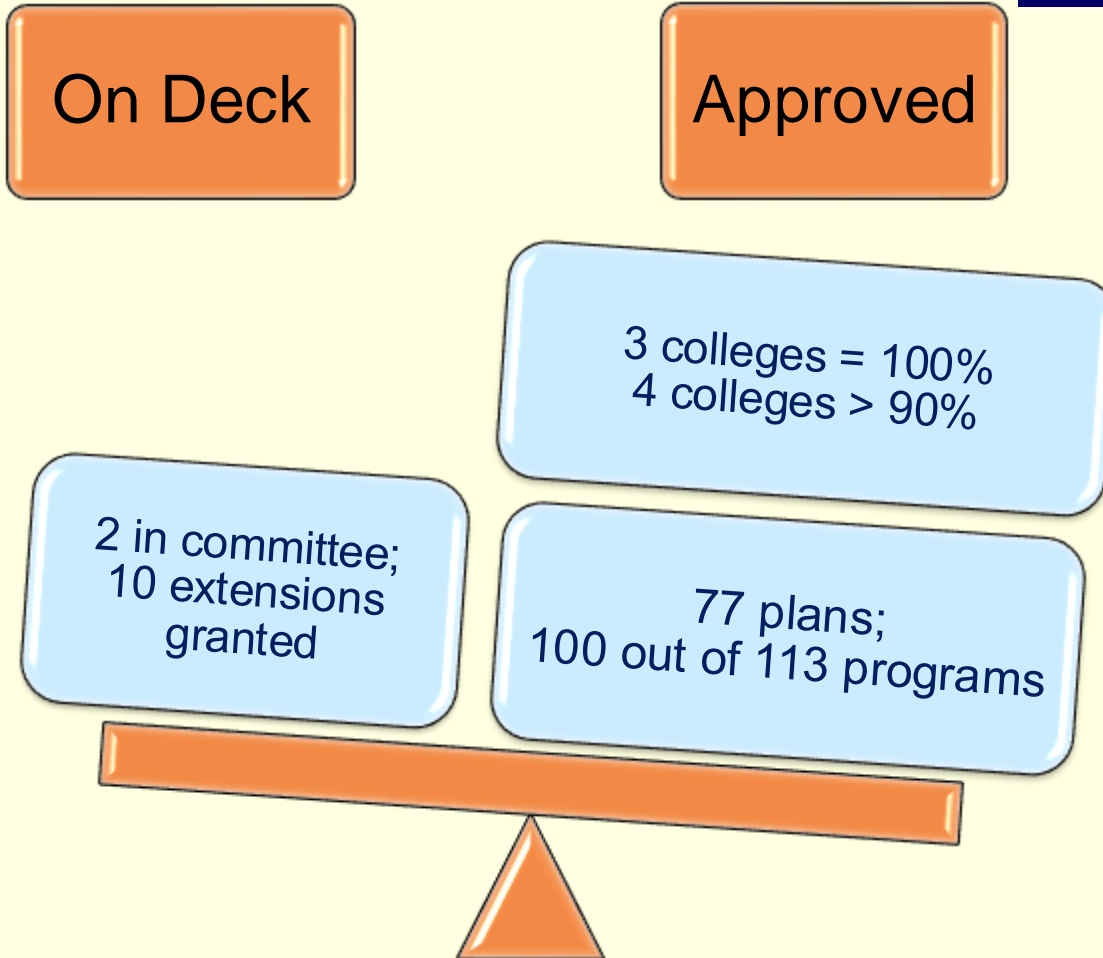 On Deck
Approved
3 colleges = 100%
4 colleges > 90%
2 in committee;
10 extensions
granted
77 plans;
100 out of 113 programs